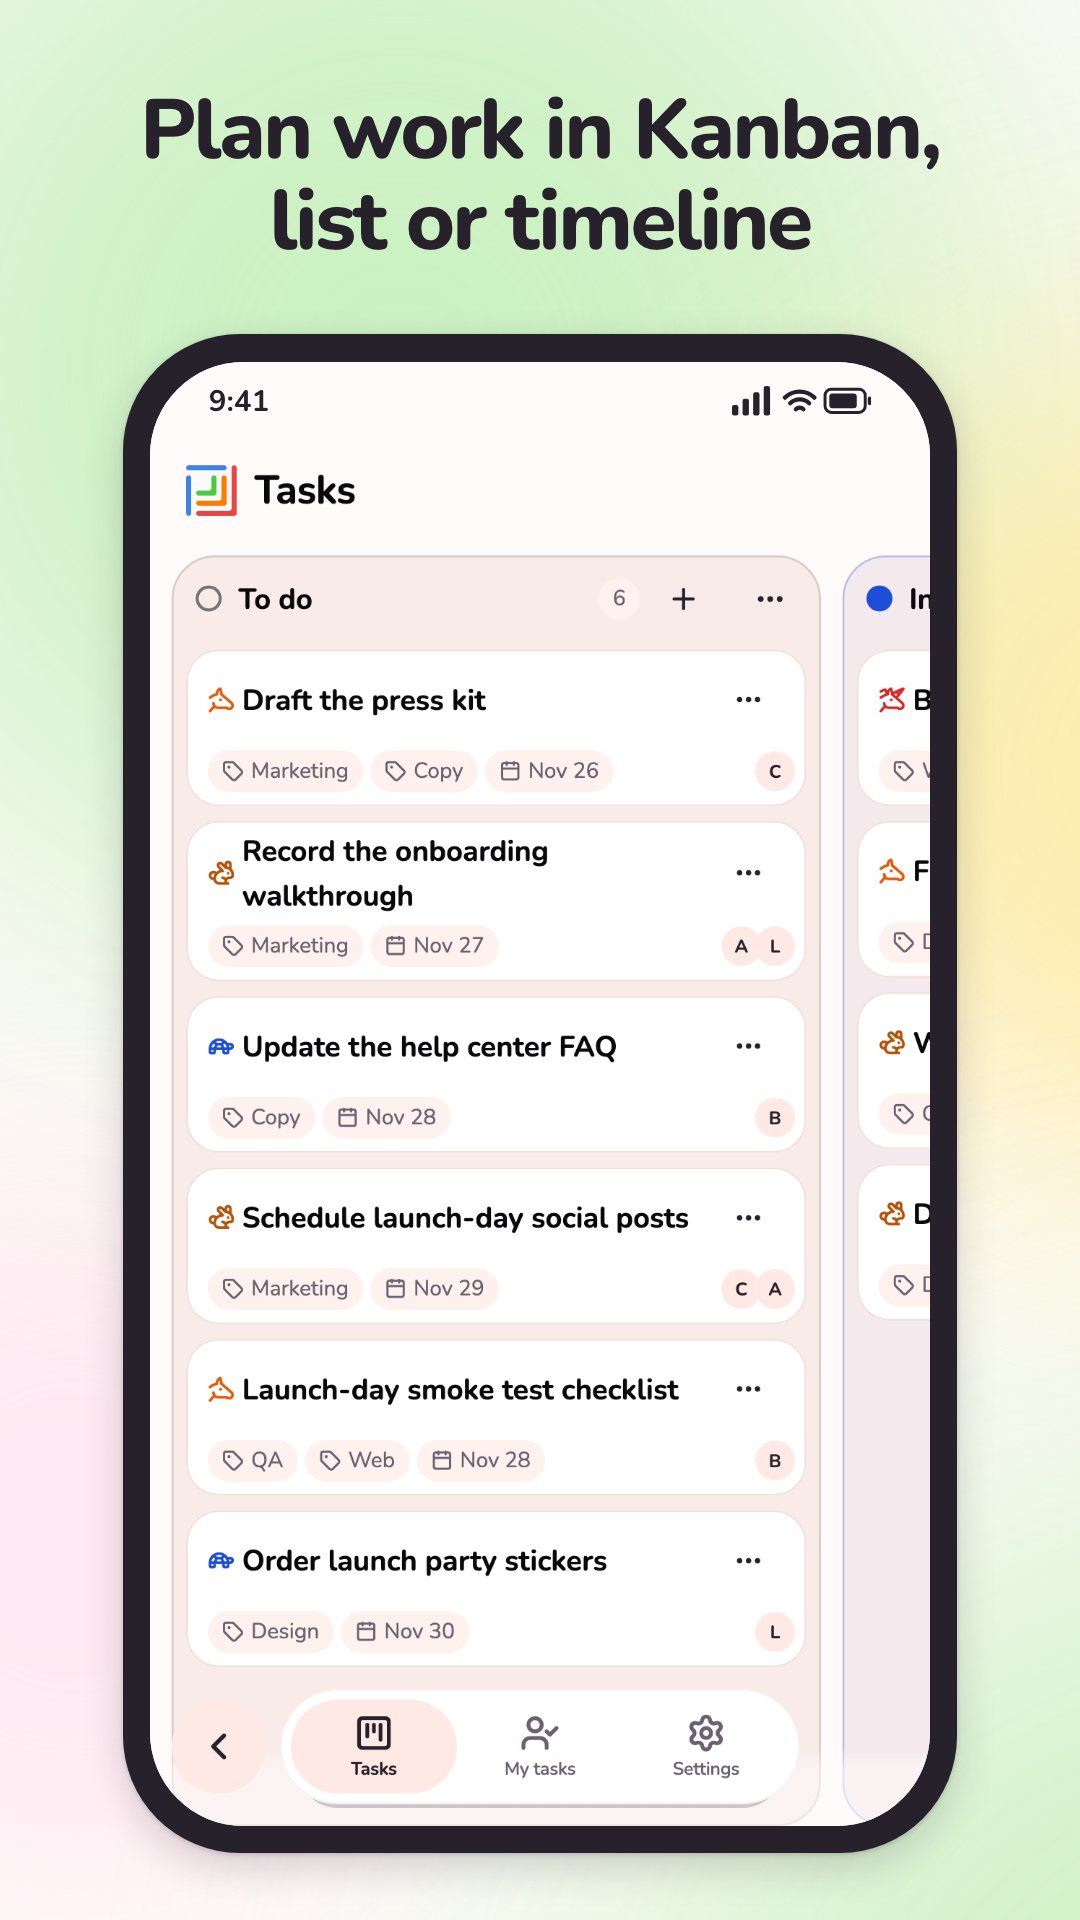 Plan work in Kanban,
list or timeline
9:41
Tasks
To do
6
Draft the press kit
Marketing
Copy
Nov 26
C
Record the onboarding
walkthrough
Marketing
Nov 27
A
L
Update the help center FAQ
Copy
Nov 28
B
Schedule launch-day social posts
Marketing
Nov 29
C
A
Launch-day smoke test checklist
QA
Web
Nov 28
B
Order launch party stickers
Design
Nov 30
L
Tasks
My tasks
Settings